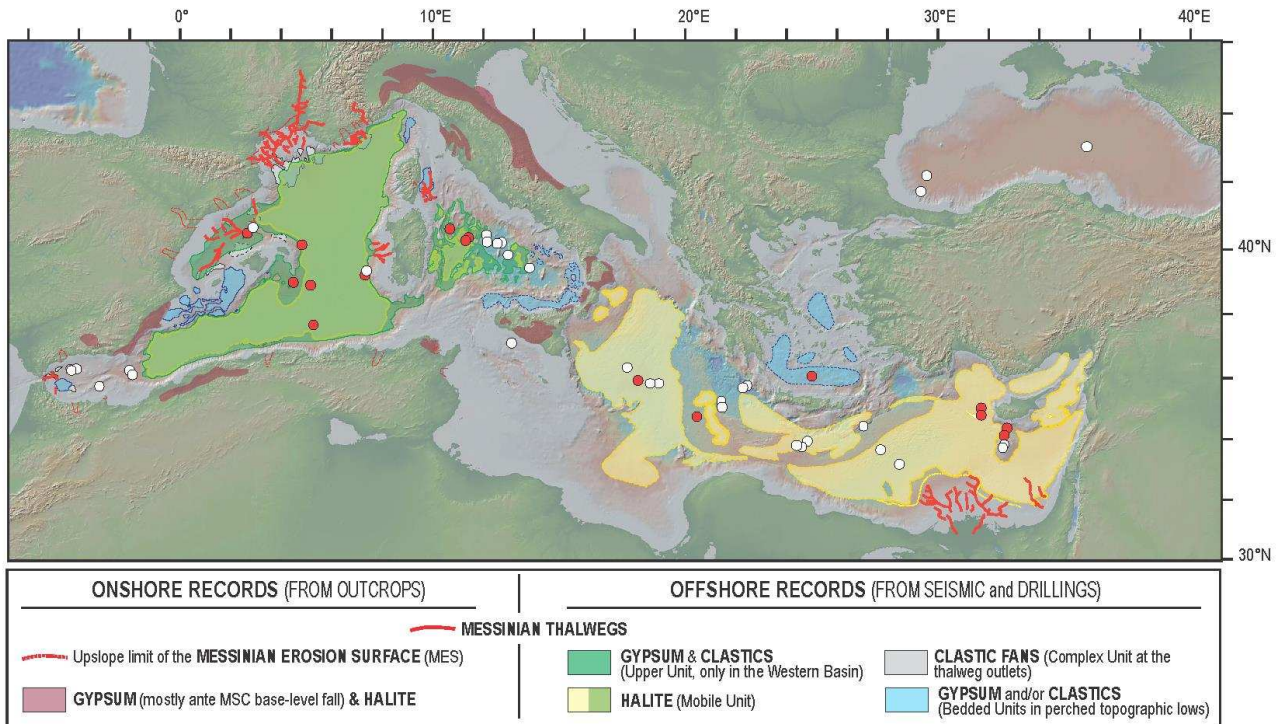 0° 10°E 20°E 30°E 40°E
40°N
30°N
ONSHORE RECORDS (FROM OUTCROPS)
OFFSHORE RECORDS (FROM SEISMIC and DRILLINGS)
MESSINIAN THALWEGS
Upslope limit of the MESSINIAN EROSION SURFACE (MES)
GYPSUM (mostly ante MSC base-level fall) & HALITE
GYPSUM & CLASTICS
(Upper Unit, only in the Western Basin)
HALITE (Mobile Unit)
CLASTIC FANS (Complex Unit at the
thalweg outlets)
GYPSUM and/or CLASTICS
(Bedded Units in perched topographic lows)